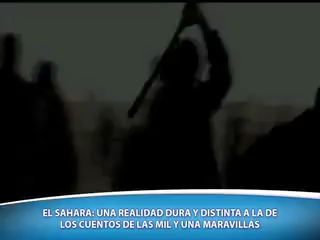 EL SAHARA: UNA REALIDAD DURA Y DISTINTA A LA DE
LOS CUENTOS DE LAS MIL Y UNA MARAVILLAS